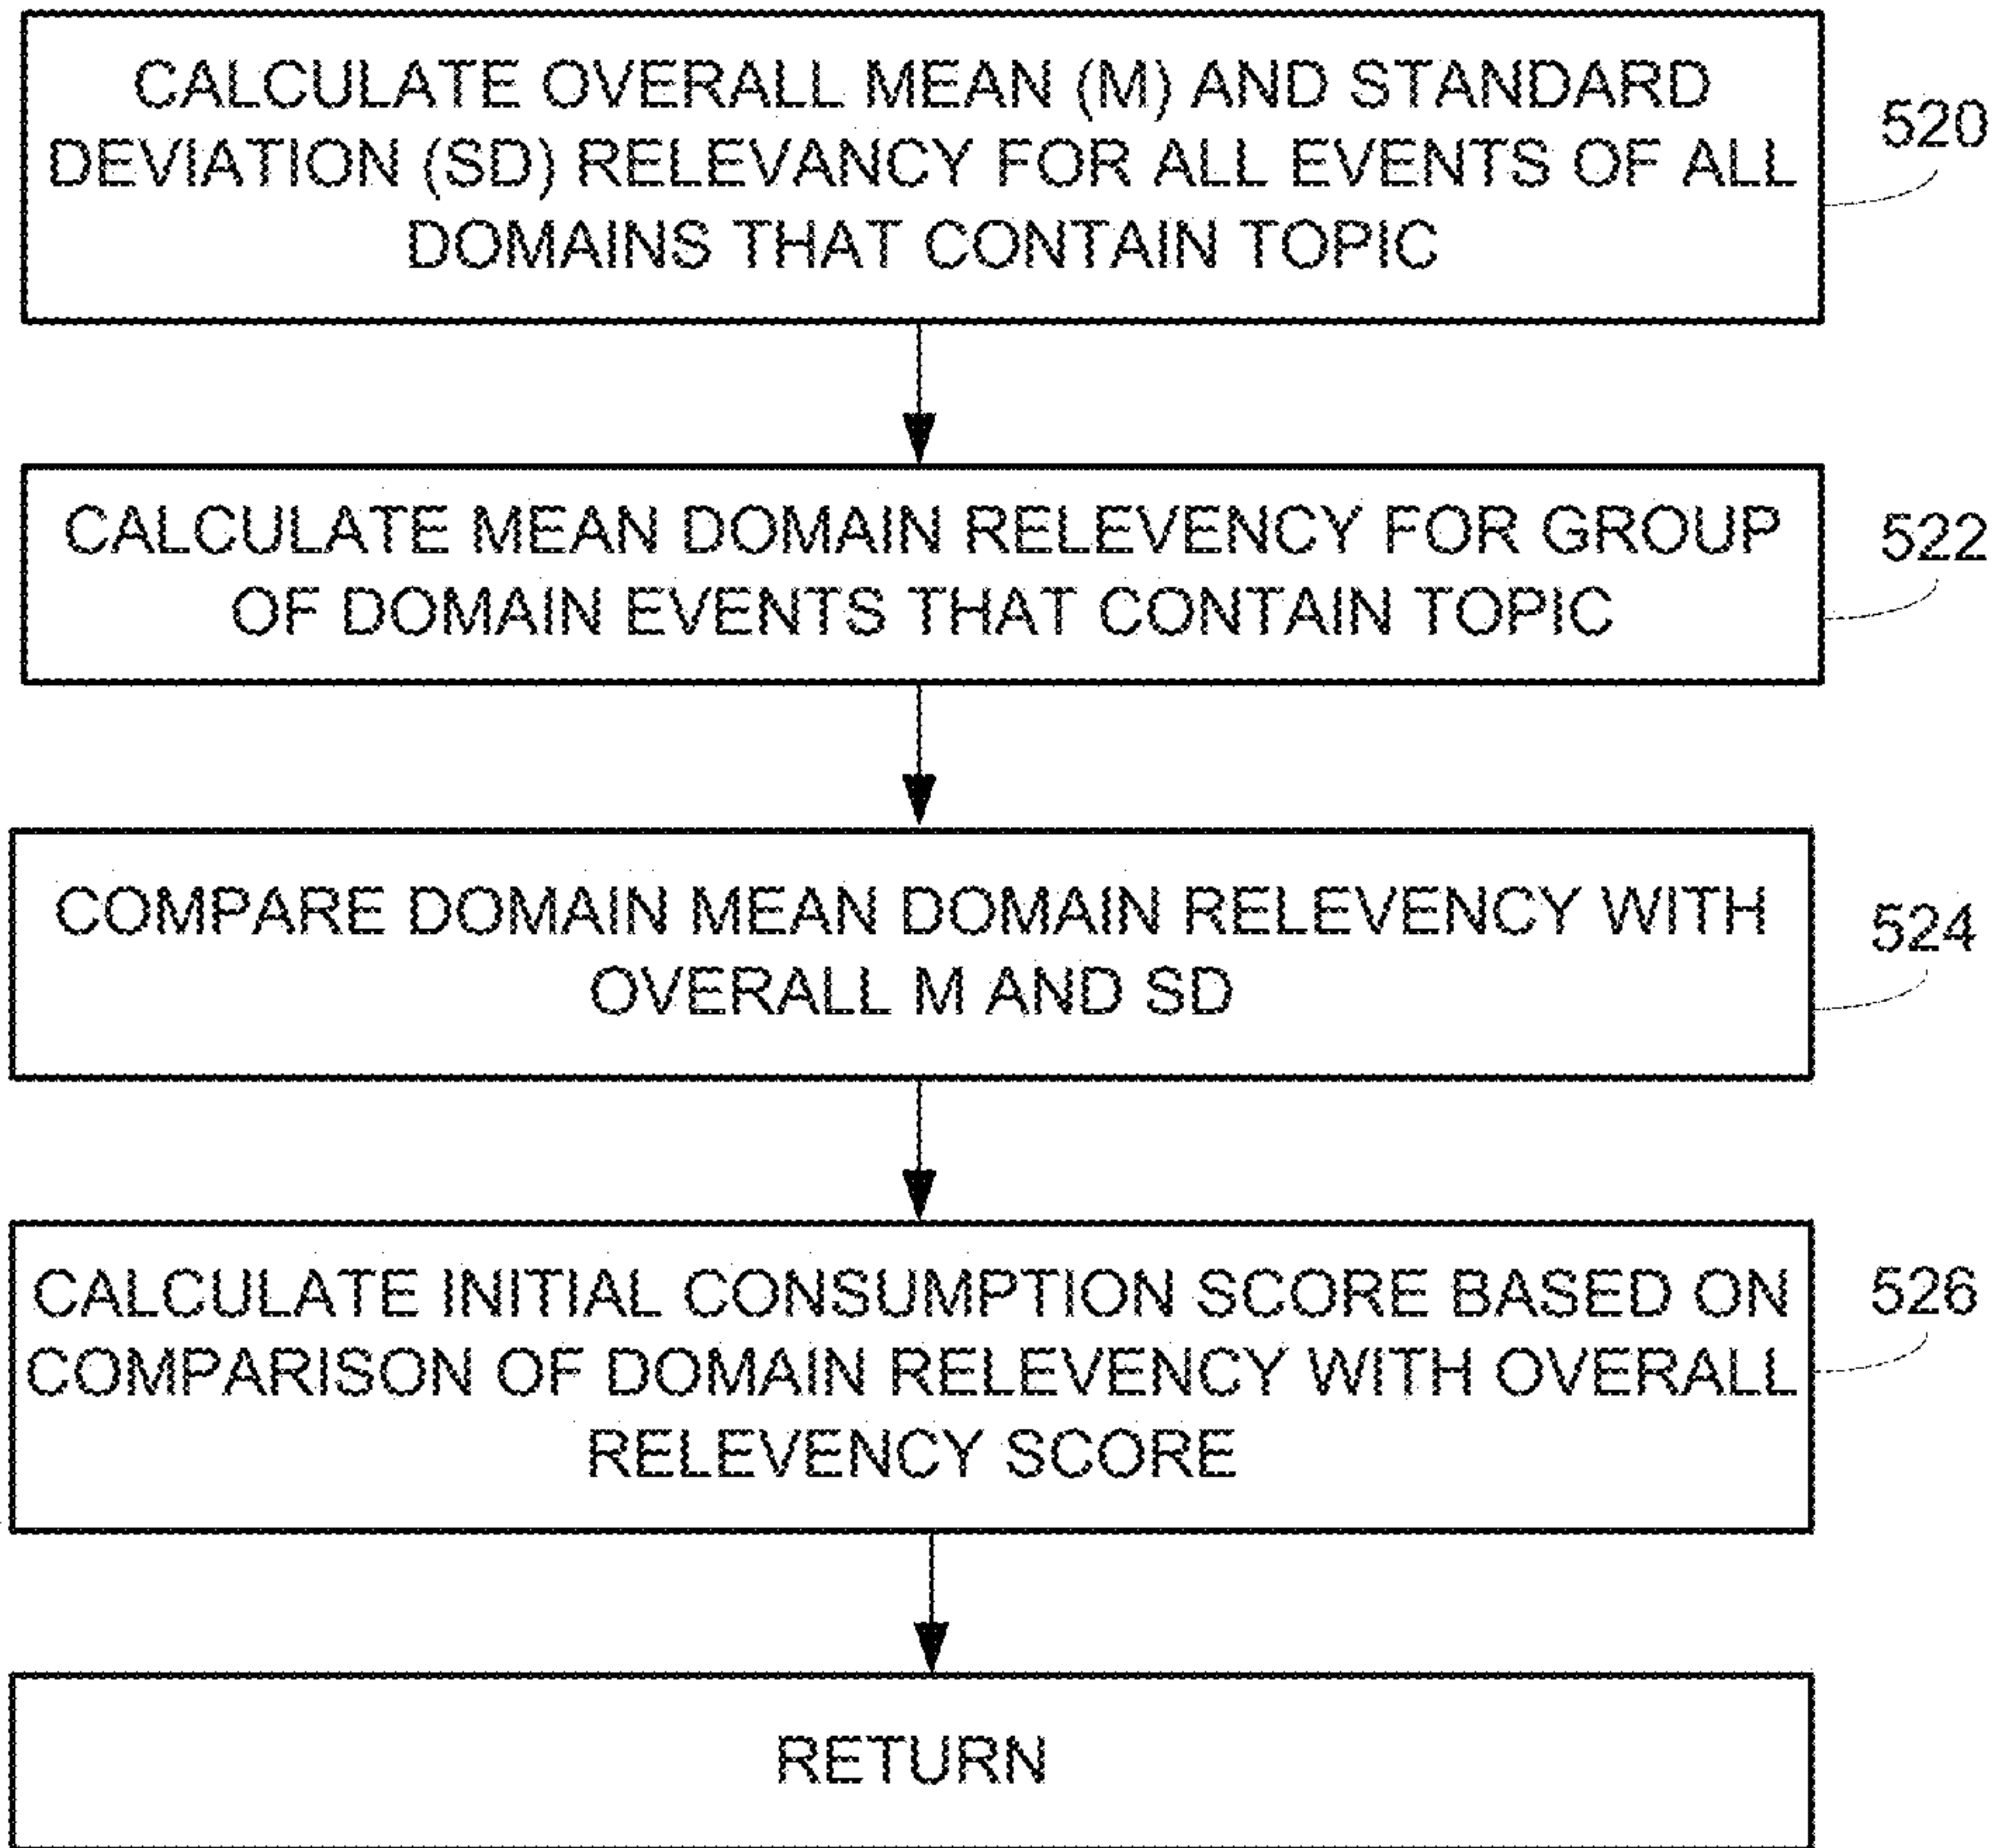 CALCULATE OVERALL MEAN (M) AND STANDARD
DEVIATION (SD) RELEVANCY FOR ALL EVENTS OF ALL
DOMAINS THAT CONTAIN TOPIC
520
CALCULATE MEAN DOMAIN RELEVENCY FOR GROUP
OF DOMAIN EVENTS THAT CONTAIN TOPIC
522
COMPARE DOMAIN MEAN DOMAIN RELEVENCY WITH
OVERALL M AND SD
524
CALCULATE INITIAL CONSUMPTION SCORE BASED ON
COMPARISON OF DOMAIN RELEVENCY WITH OVERALL
RELEVENCY SCORE
526
RETURN